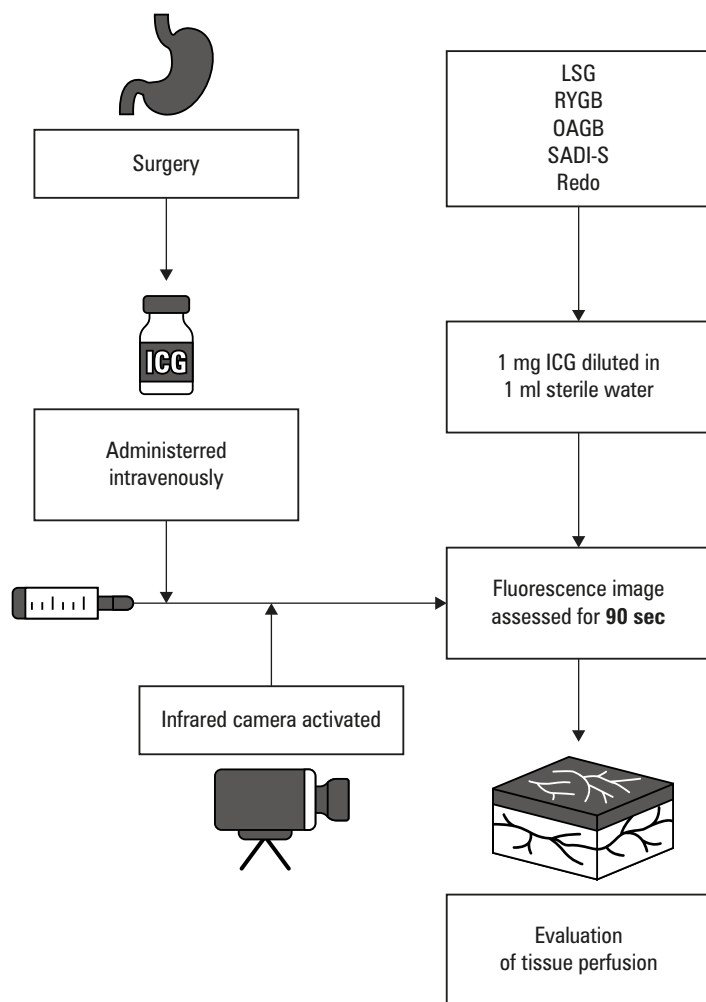 Surgery
ICG
Administerred
intravenously
Infrared camera activated
LSG
RYGB
OAGB
SADI-S
Redo
1 mg ICG diluted in
1 ml sterile water
Fluorescence image
assessed for 90 sec
Evaluation
of tissue perfusion